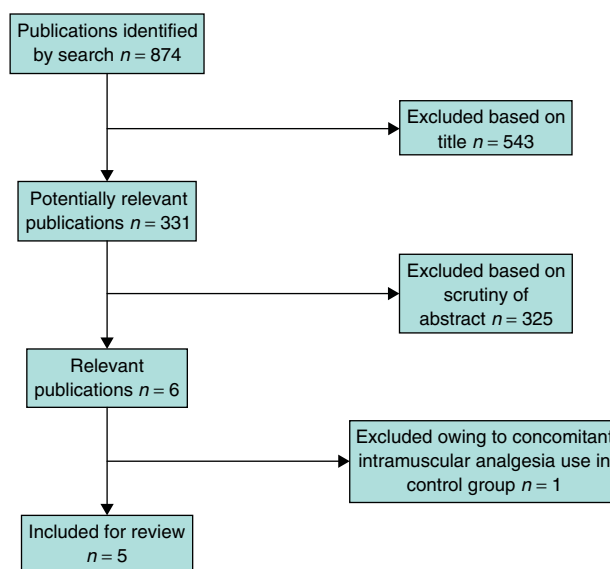 Publications identified
by search n = 874
Excluded based on
title n = 543
Potentially relevant
publications n = 331
Excluded based on
scrutiny of
abstract n = 325
Relevant
publications n = 6
Excluded owing to concomitant
intramuscular analgesia use in
control group n = 1
Included for review
n = 5